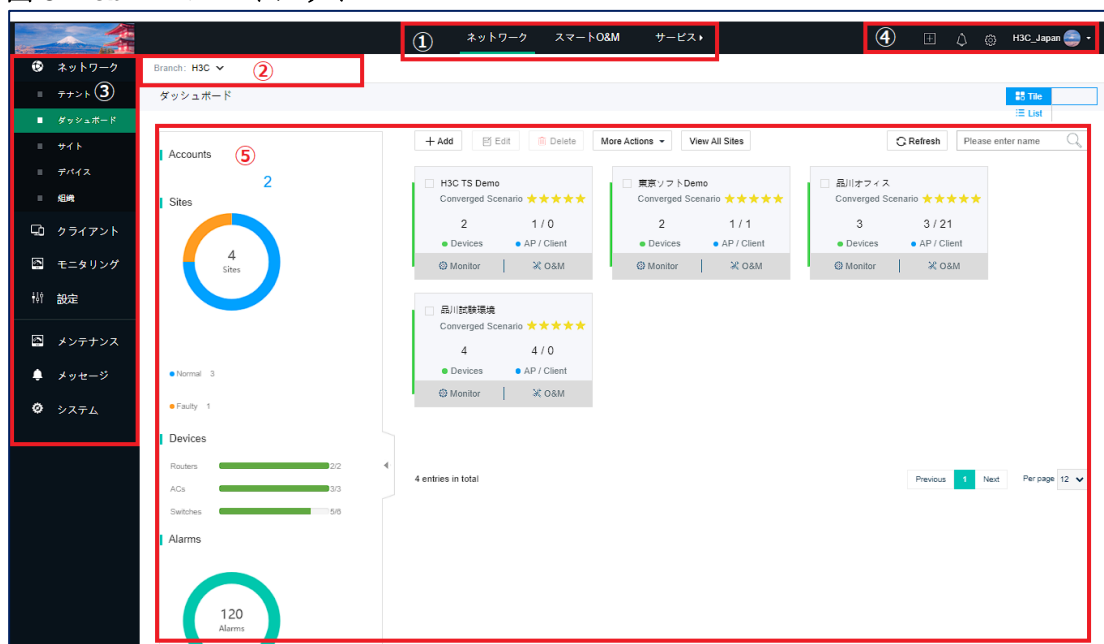 ① ネットワーク スマートO&M サービス
④ H3C_Japan
③
ネットワーク
テナント
ダッシュボード
サイト
デバイス
組織
クライアント
モニタリング
設定
メンテナンス
メッセージ
システム
Branch: H3C ②
ダッシュボード
Tile
List
⑤
Accounts
2
Sites
4
Sites
Normal 3
Faulty 1
Devices
Routers 2/2
ACs 3/3
Switches 5/6
Alarms
120
Alarms
Add Edit Delete More Actions View All Sites Refresh Please enter name
H3C TS Demo
Converged Scenario
2 1 / 0
Devices AP / Client
Monitor O&M
東京ソフトDemo
Converged Scenario
2 1 / 1
Devices AP / Client
Monitor O&M
品川オフィス
Converged Scenario
3 3 / 21
Devices AP / Client
Monitor O&M
品川試験環境
Converged Scenario
4 4 / 0
Devices AP / Client
Monitor O&M
4 entries in total
Previous 1 Next Per page 12